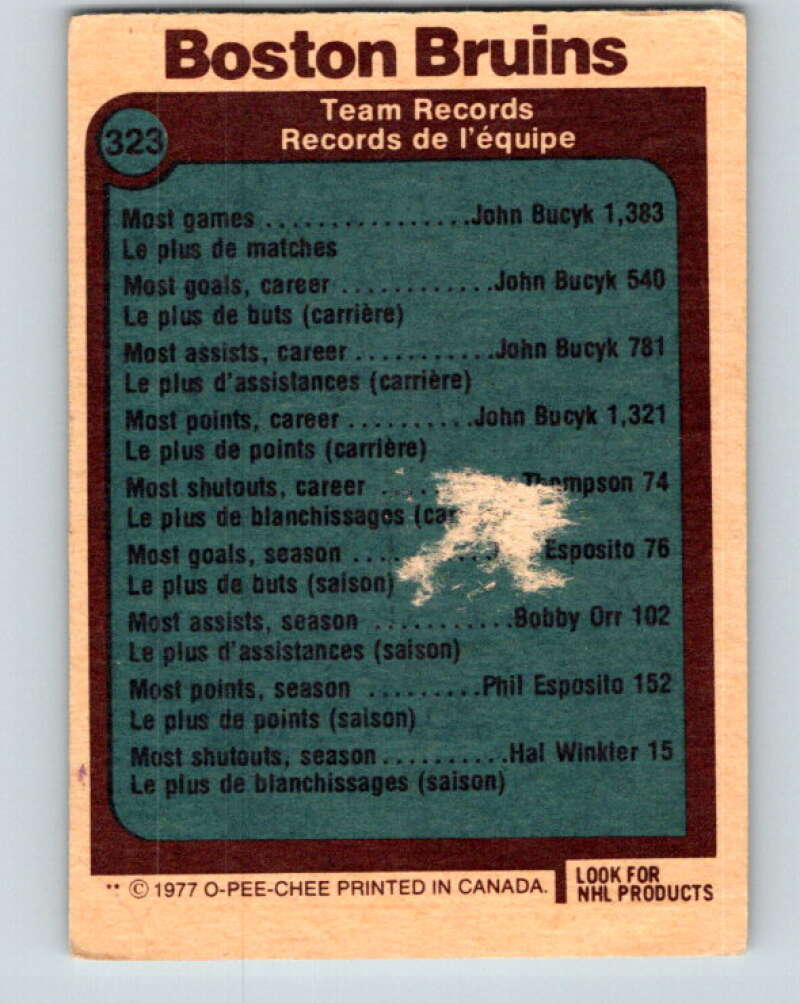 Boston Bruins
323
Team Records
Records de l'équipe
Most games ................. John Bucyk 1,383
Le plus de matches
Most goals, career ............ John Bucyk 540
Le plus de buts (carrière)
Most assists, career ........... John Bucyk 781
Le plus d'assistances (carrière)
Most points, career .......... John Bucyk 1,321
Le plus de points (carrière)
Most shutouts, career .... Thompson 74
Le plus de blanchissages (car
Most goals, season .... Esposito 76
Le plus de buts (saison)
Most assists, season ........... Bobby Orr 102
Le plus d'assistances (saison)
Most points, season ......... Phil Esposito 152
Le plus de points (saison)
Most shutouts, season .......... Hal Winkler 15
Le plus de blanchissages (saison)
** © 1977 O-PEE-CHEE PRINTED IN CANADA.
LOOK FOR
NHL PRODUCTS